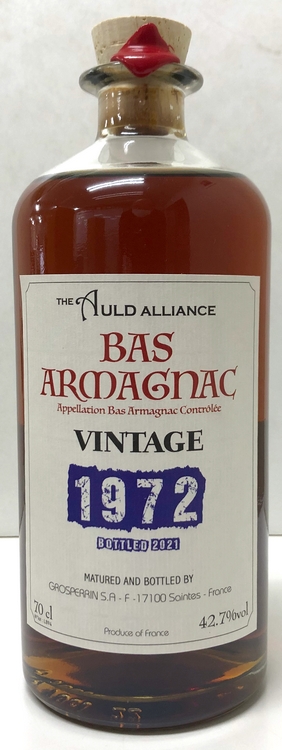 THE AULD ALLIANCE
BAS
ARMAGNAC
Appellation Bas Armagnac Contrôlée
VINTAGE
1972
BOTTLED 2021
MATURED AND BOTTLED BY
GROSPERRIN S.A - F -17100 Saintes - France
70 cl
42.7%vol
Produce of France